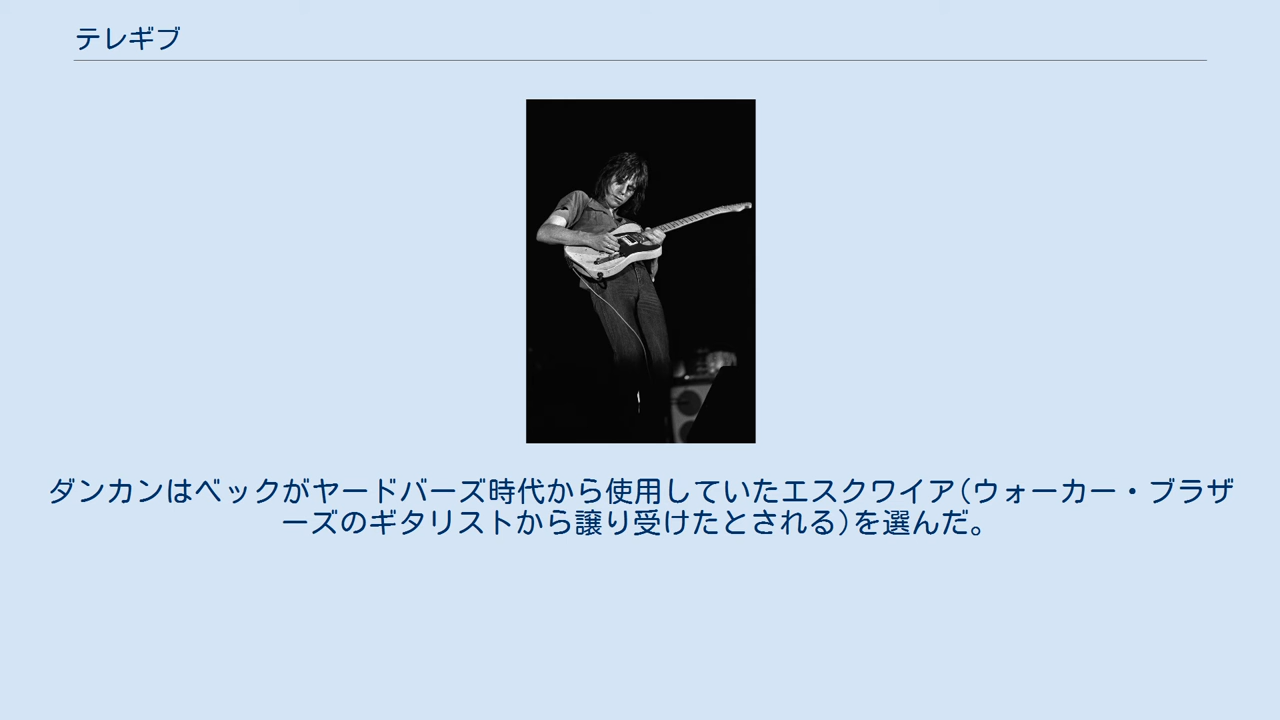 テレギブ
ダンカンはベックがヤードバーズ時代から使用していたエスクワイア(ウォーカー・ブラザ
ーズのギタリストから譲り受けたとされる)を選んだ。